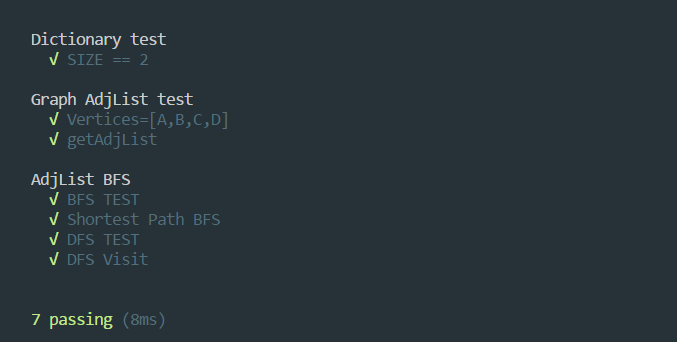 Dictionary test
√ SIZE == 2
Graph AdjList test
√ Vertices=[A,B,C,D]
√ getAdjList
AdjList BFS
√ BFS TEST
√ Shortest Path BFS
√ DFS TEST
√ DFS Visit
7 passing (8ms)